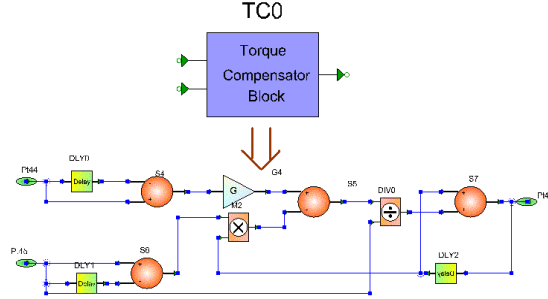 TC0
Torque
Compensator
Block
G4
DLY0
Pt44
Delay
S4
S5
S7
DIV0
G
M2
Pt4
S6
DLY1
Delay
DLY2